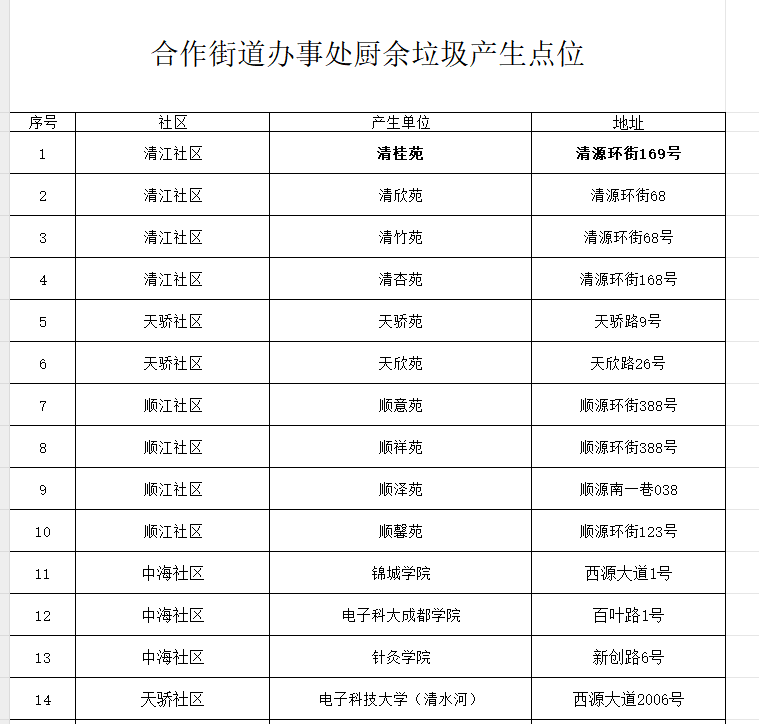 合作街道办事处厨余垃圾产生点位
序号 社区 产生单位 地址
1 清江社区 清桂苑 清源环街169号
2 清江社区 清欣苑 清源环街68
3 清江社区 清竹苑 清源环街68号
4 清江社区 清杏苑 清源环街168号
5 天骄社区 天骄苑 天骄路9号
6 天骄社区 天欣苑 天欣路26号
7 顺江社区 顺意苑 顺源环街388号
8 顺江社区 顺祥苑 顺源环街388号
9 顺江社区 顺泽苑 顺源南一巷038
10 顺江社区 顺馨苑 顺源环街123号
11 中海社区 锦城学院 西源大道1号
12 中海社区 电子科大成都学院 百叶路1号
13 中海社区 针灸学院 新创路6号
14 天骄社区 电子科技大学（清水河） 西源大道2006号